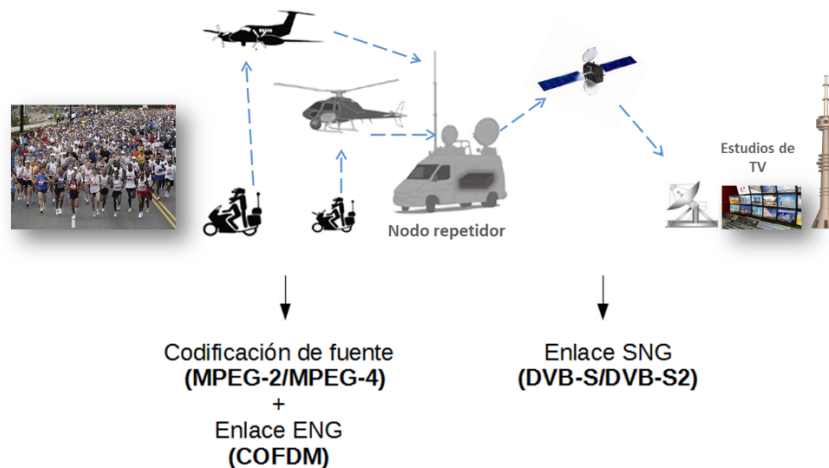 Estudios de
TV
Nodo repetidor
Codificación de fuente
(MPEG-2/MPEG-4)
+
Enlace ENG
(COFDM)
Enlace SNG
(DVB-S/DVB-S2)